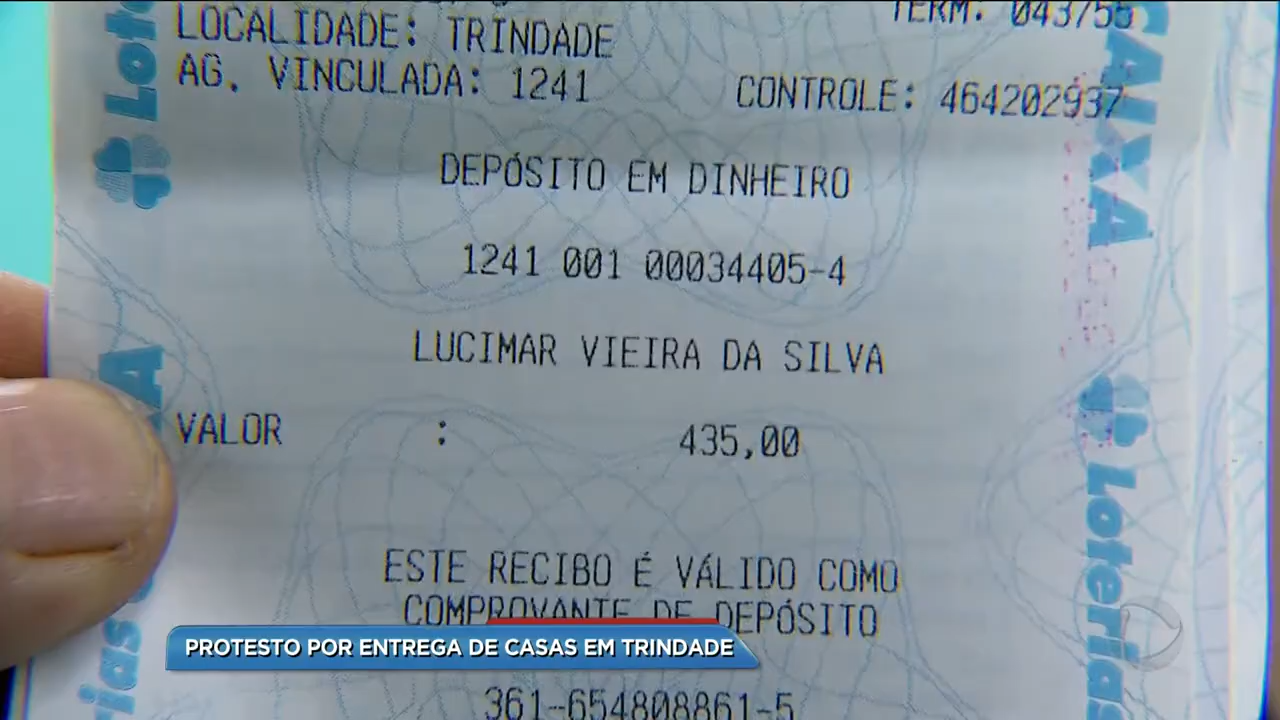 TERM: 043755
LOCALIDADE: TRINDADE
AG. VINCULADA: 1241
CONTROLE: 464202937
DEPÓSITO EM DINHEIRO
1241 001 00034405-4
LUCIMAR VIEIRA DA SILVA
VALOR : 435,00
ESTE RECIBO É VÁLIDO COMO
COMPROVANTE DE DEPÓSITO
361-654808861-5
CAIXA
Loterias
PROTESTO POR ENTREGA DE CASAS EM TRINDADE